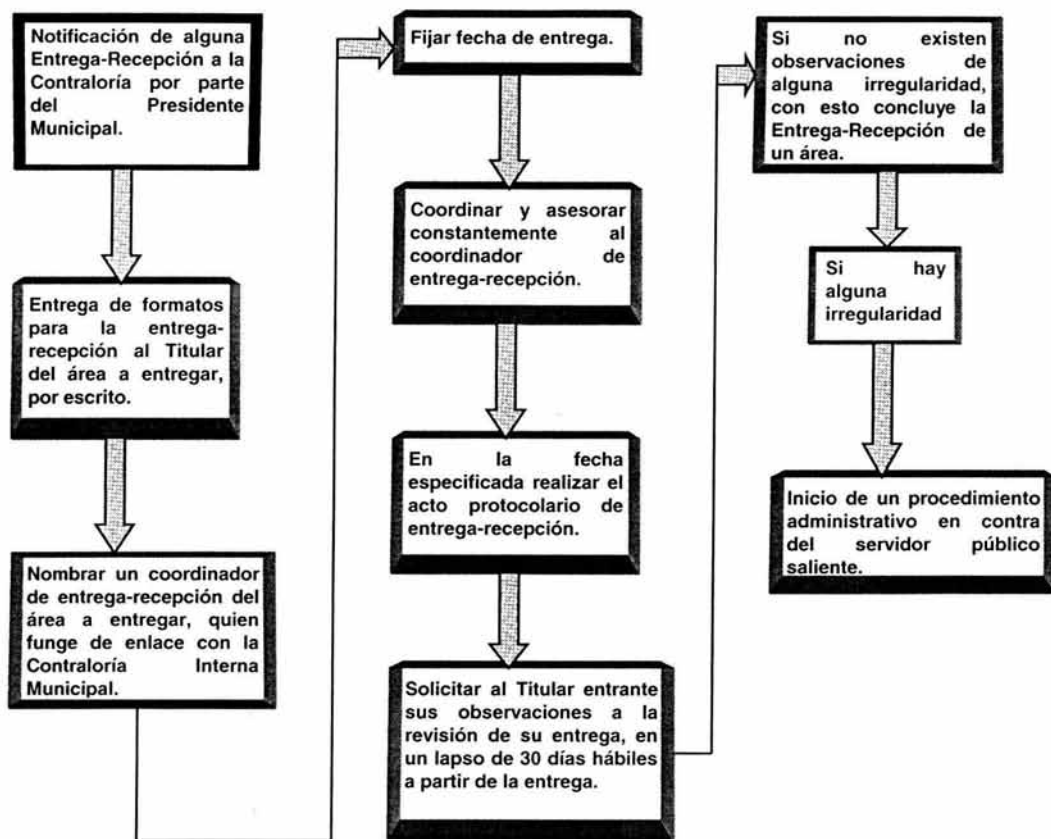 Notificación de alguna
Entrega-Recepción a la
Contraloría por parte
del Presidente
Municipal.
Entrega de formatos
para la entrega-
recepción al Titular
del área a entregar,
por escrito.
Nombrar un coordinador
de entrega-recepción del
área a entregar, quien
funge de enlace con la
Contraloría Interna
Municipal.
Fijar fecha de entrega.
Coordinar y asesorar
constantemente al
coordinador de
entrega-recepción.
En la fecha
especificada realizar el
acto protocolario de
entrega-recepción.
Solicitar al Titular entrante
sus observaciones a la
revisión de su entrega, en
un lapso de 30 días hábiles
a partir de la entrega.
Si no existen
observaciones de
alguna irregularidad,
con esto concluye la
Entrega-Recepción de
un área.
Si hay
alguna
irregularidad
Inicio de un procedimiento
administrativo en contra
del servidor público
saliente.